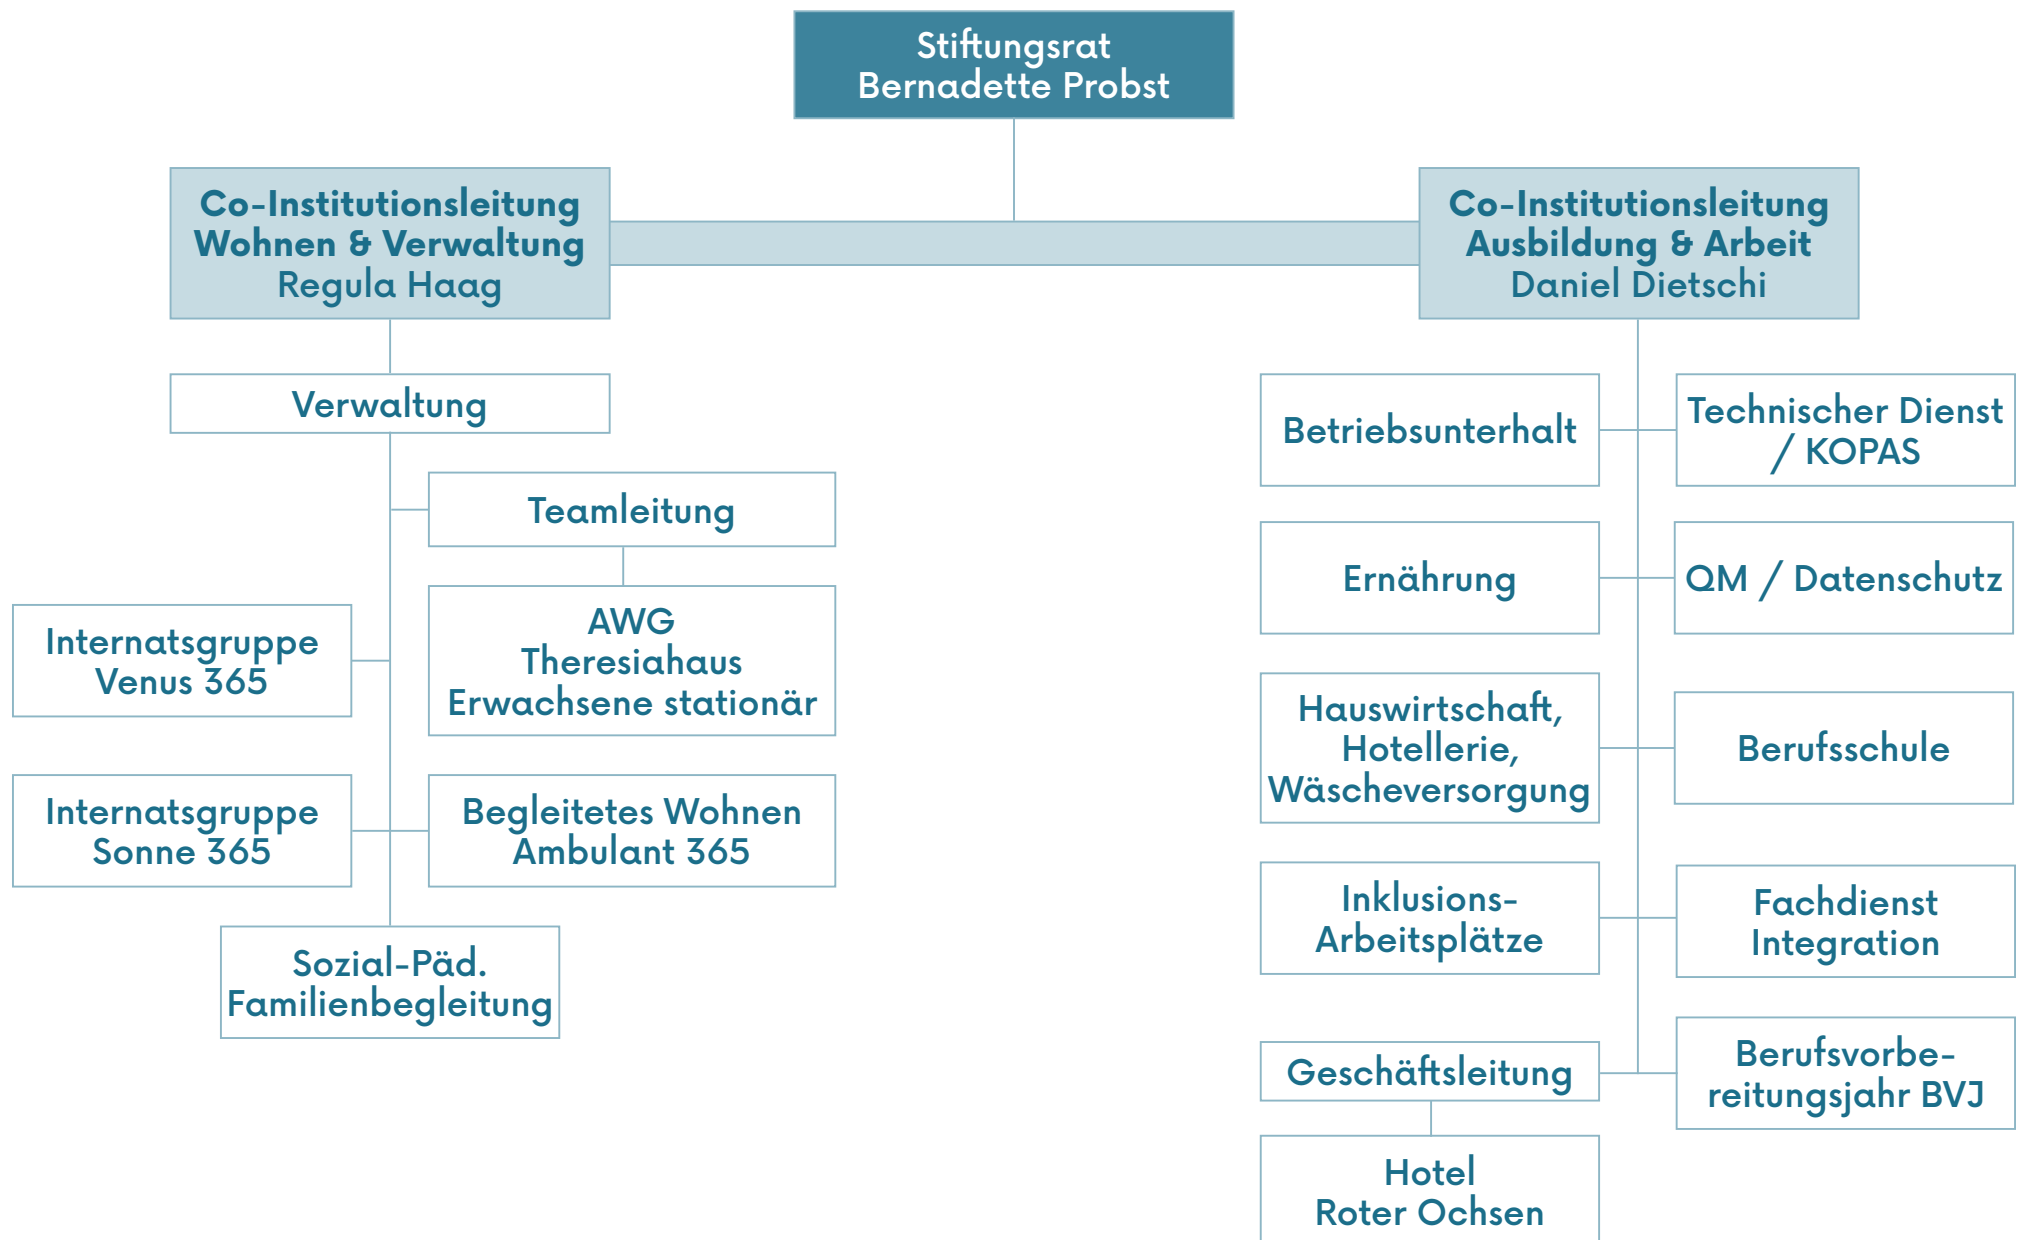 Stiftungsrat
Bernadette Probst
Co-Institutionsleitung
Wohnen & Verwaltung
Regula Haag
Co-Institutionsleitung
Ausbildung & Arbeit
Daniel Dietschi
Verwaltung
Teamleitung
AWG
Theresiahaus
Erwachsene stationär
Internatsgruppe
Venus 365
Internatsgruppe
Sonne 365
Begleitetes Wohnen
Ambulant 365
Sozial-Päd.
Familienbegleitung
Betriebsunterhalt
Technischer Dienst
/ KOPAS
Ernährung
QM / Datenschutz
Hauswirtschaft,
Hotellerie,
Wäscheversorgung
Berufsschule
Inklusions-
Arbeitsplätze
Fachdienst
Integration
Geschäftsleitung
Berufsvorbe-
reitungsjahr BVJ
Hotel
Roter Ochsen